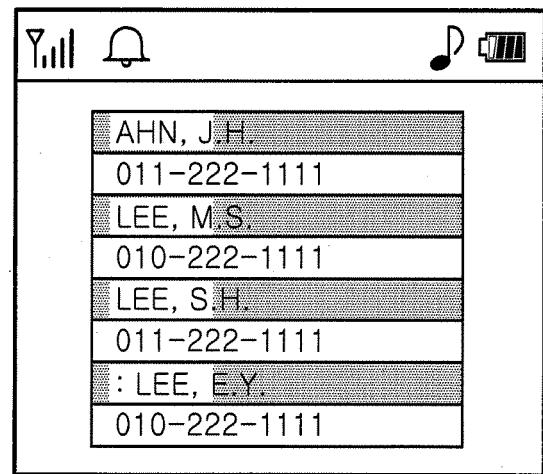 AHN, J.H.
011-222-1111
LEE, M.S.
010-222-1111
LEE, S.H.
011-222-1111
: LEE, E.Y.
010-222-1111